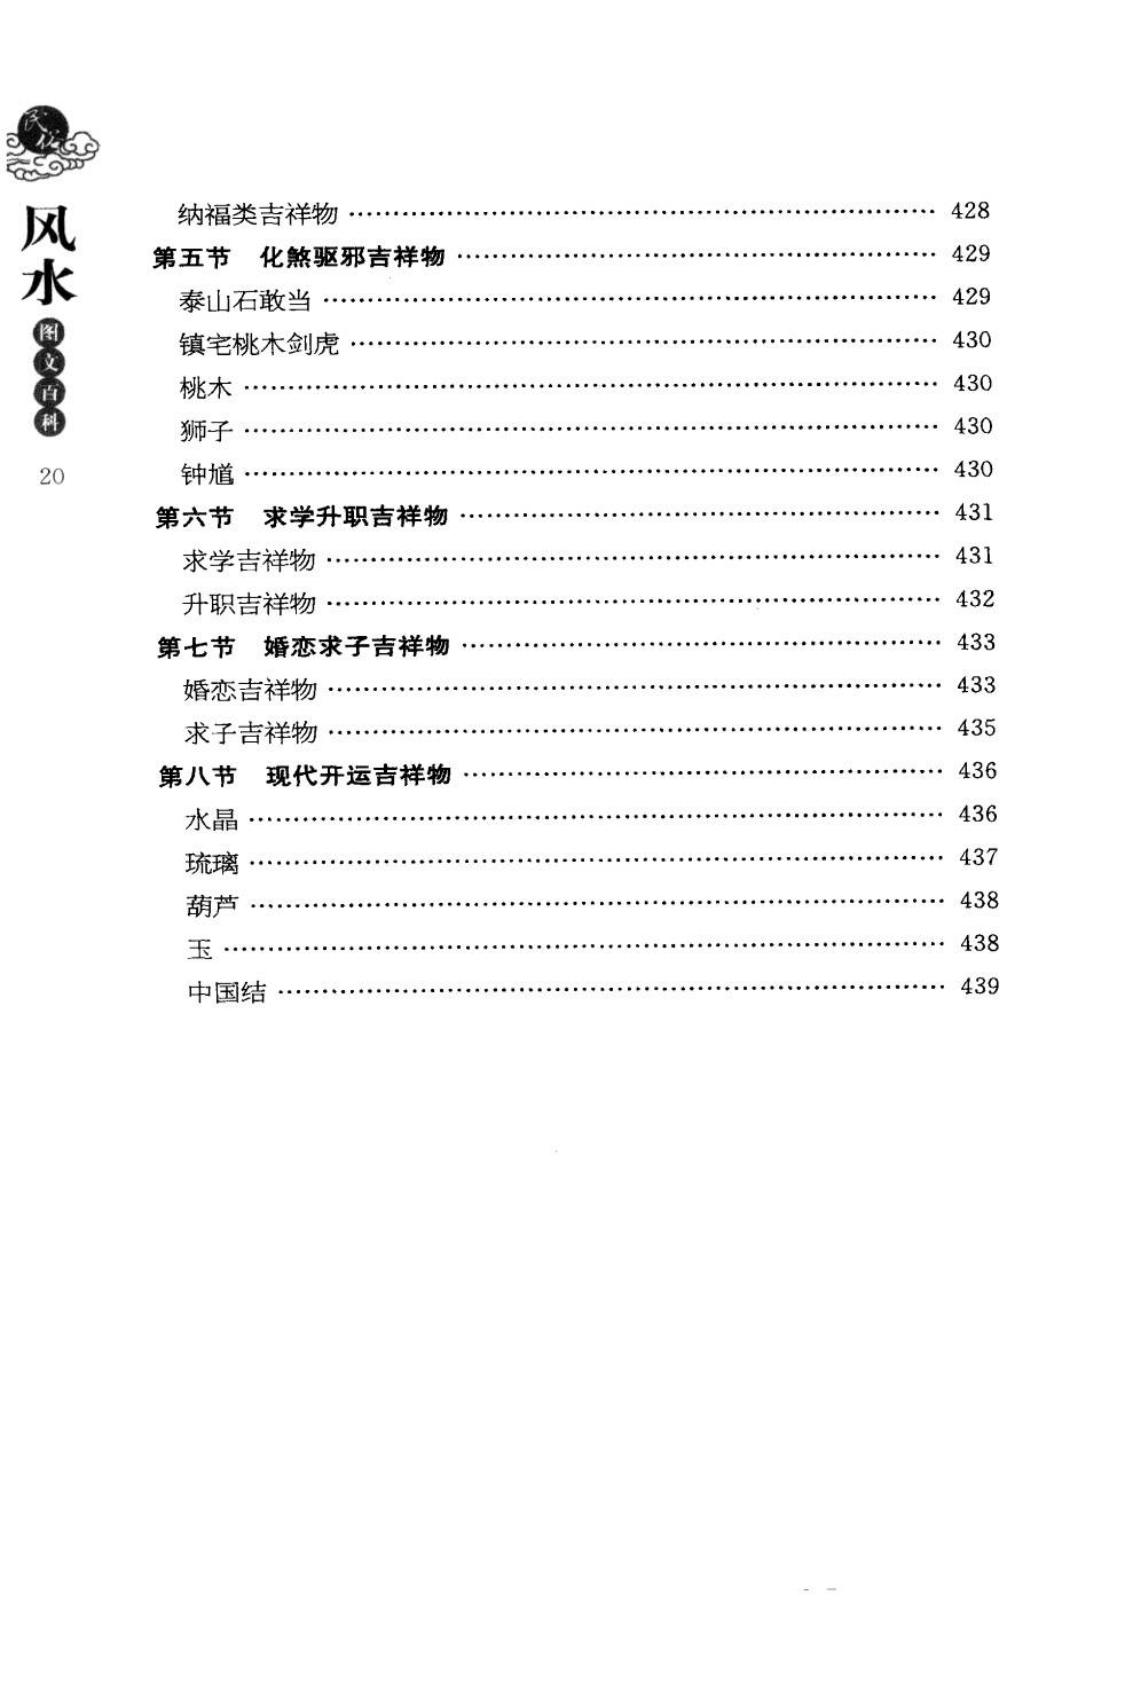 民俗
风水
图文百科
20
纳福类吉祥物 …… 428
第五节 化煞驱邪吉祥物 …… 429
泰山石敢当 …… 429
镇宅桃木剑虎 …… 430
桃木 …… 430
狮子 …… 430
钟馗 …… 430
第六节 求学升职吉祥物 …… 431
求学吉祥物 …… 431
升职吉祥物 …… 432
第七节 婚恋求子吉祥物 …… 433
婚恋吉祥物 …… 433
求子吉祥物 …… 435
第八节 现代开运吉祥物 …… 436
水晶 …… 436
琉璃 …… 437
葫芦 …… 438
玉 …… 438
中国结 …… 439